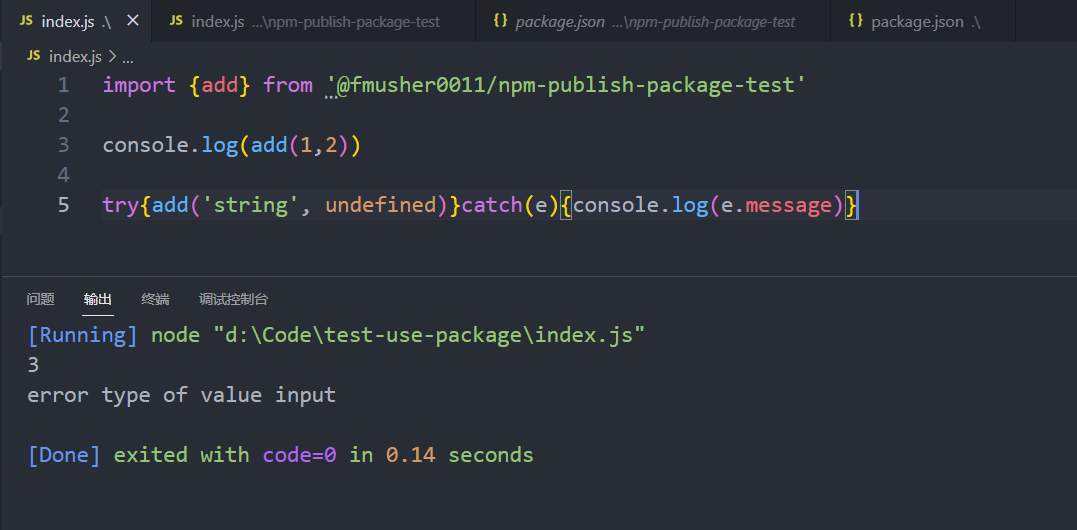 JS index.js .\ × JS index.js ...\npm-publish-package-test {} package.json ...\npm-publish-package-test {} package.json .\
JS index.js > ...
1 import {add} from '@fmusher0011/npm-publish-package-test'
2
3 console.log(add(1,2))
4
5 try{add('string', undefined)}catch(e){console.log(e.message)}
问题 输出 终端 调试控制台
[Running] node "d:\Code\test-use-package\index.js"
3
error type of value input
[Done] exited with code=0 in 0.14 seconds